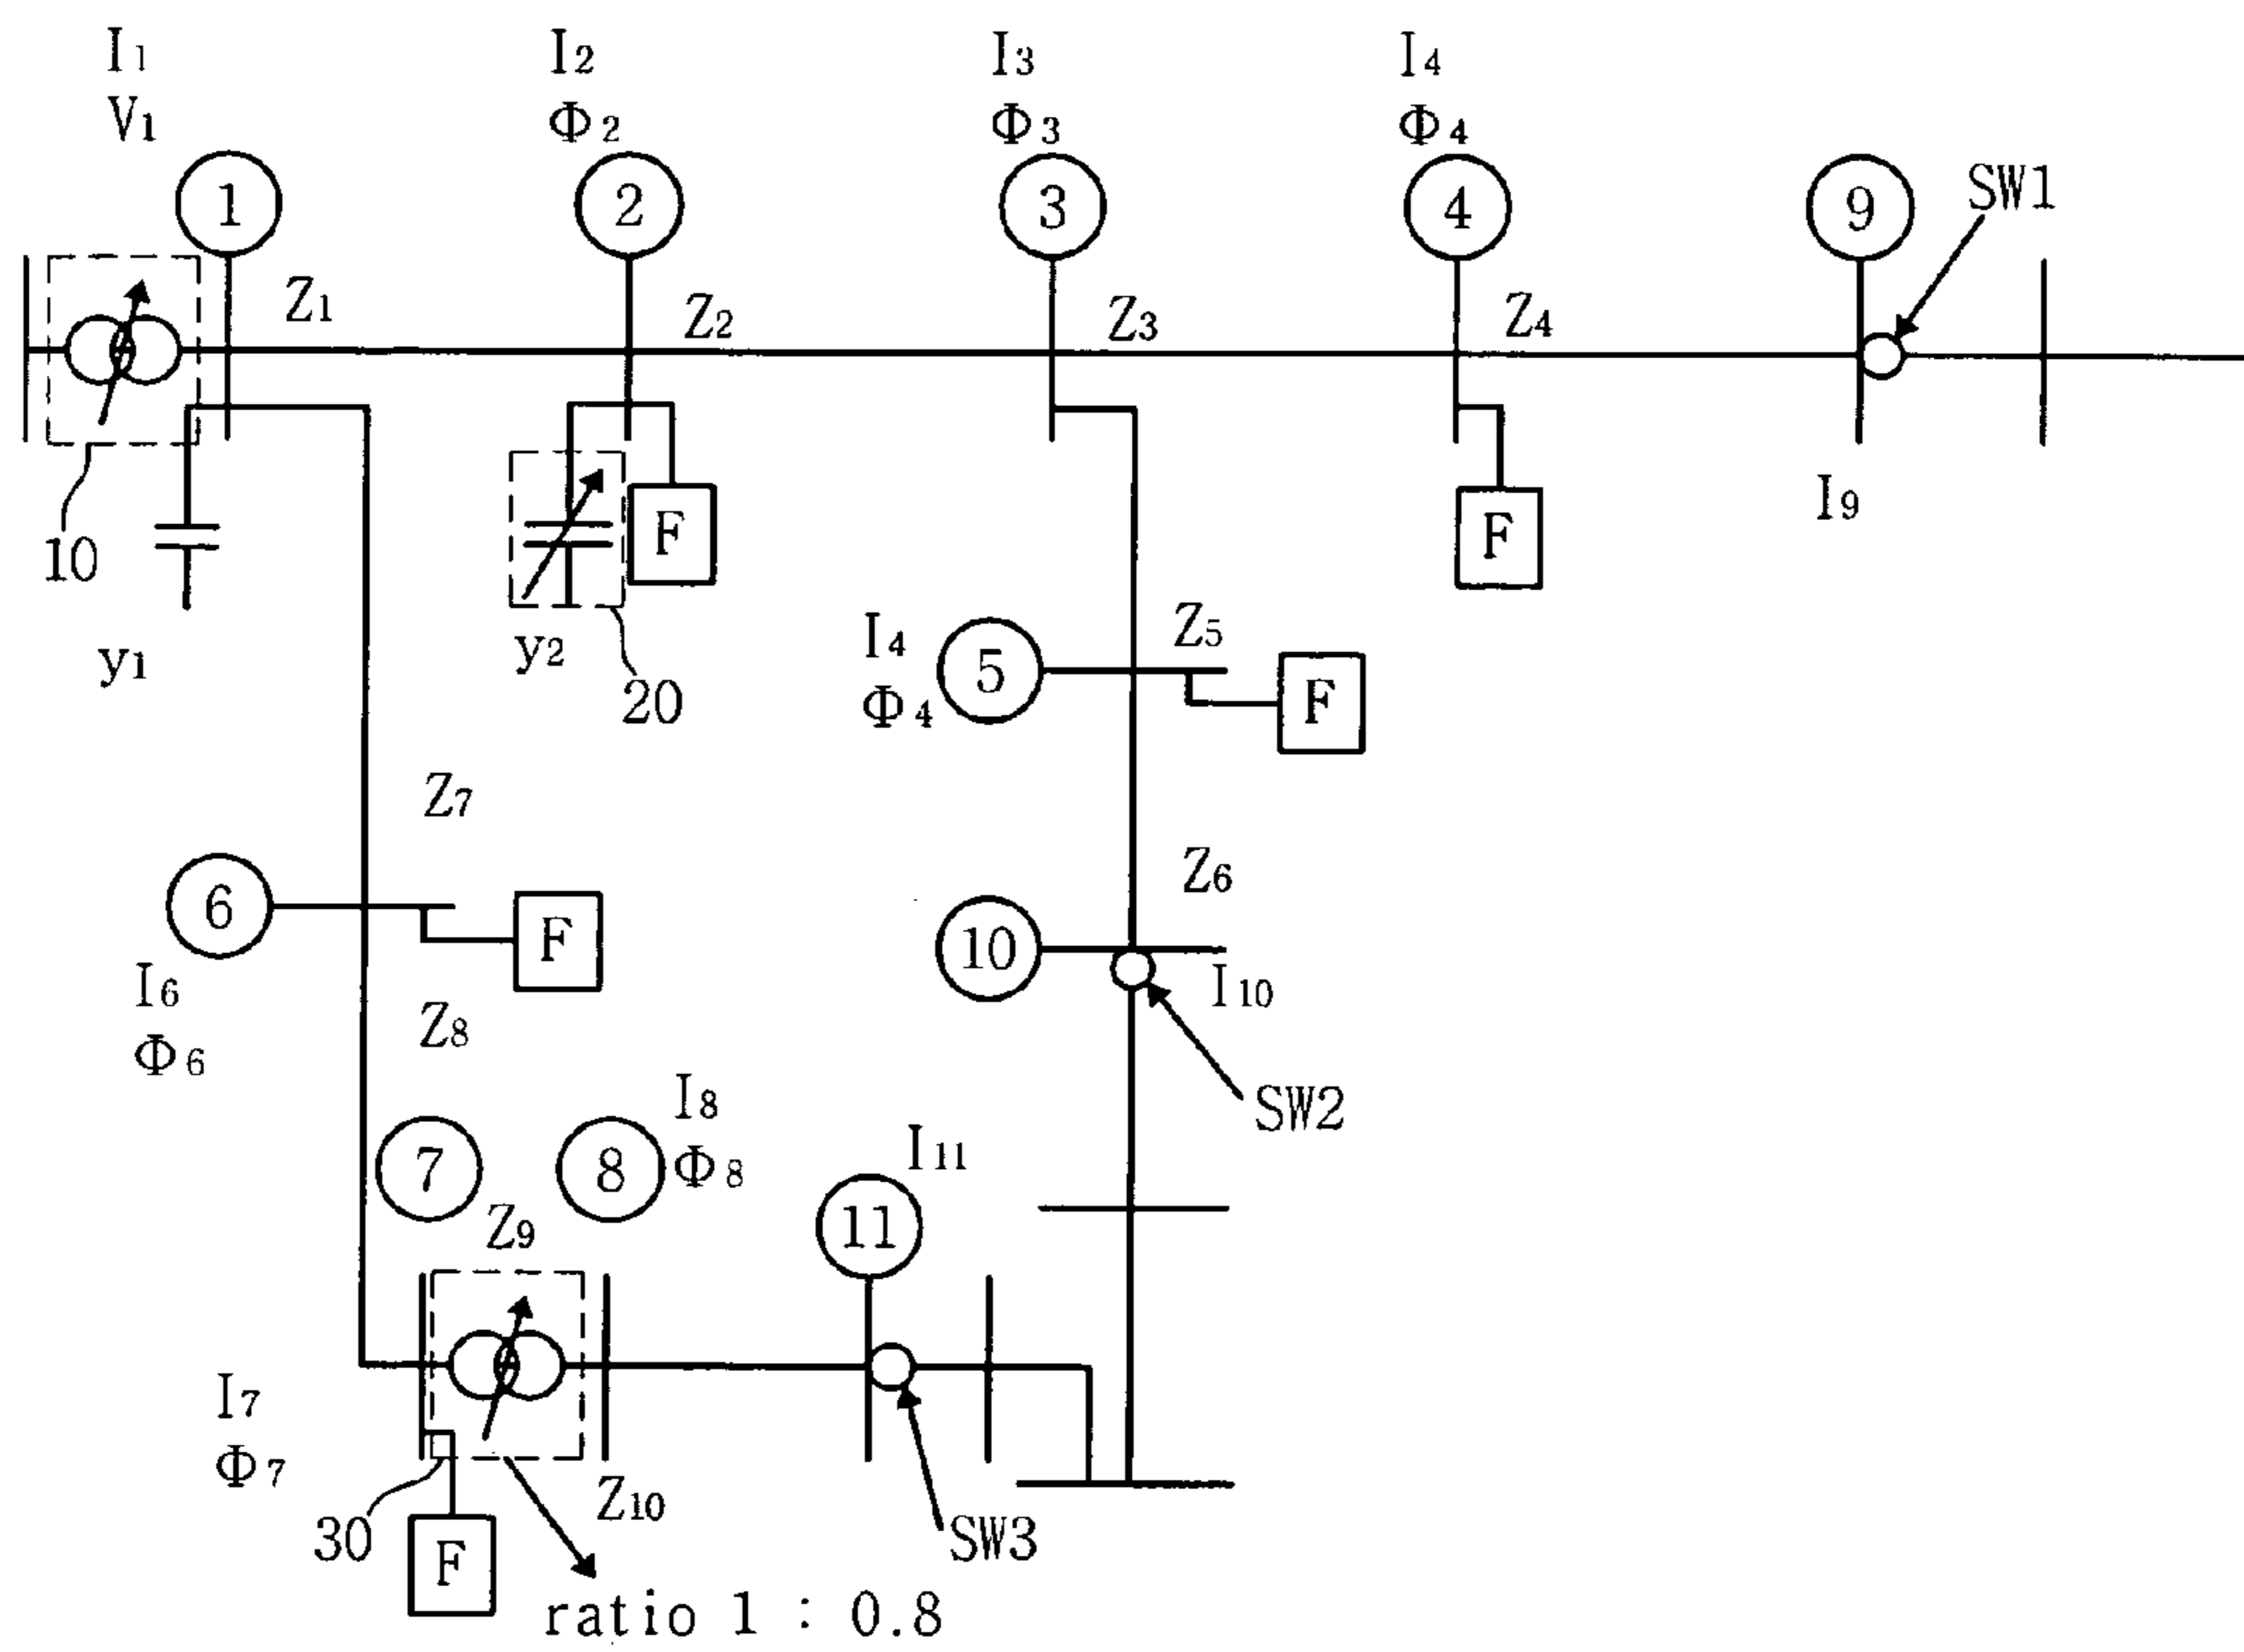 I1
V1
I2
Φ2
I3
Φ3
I4
Φ4
1
2
3
4
9
SW1
Z1
Z2
Z3
Z4
10
y1
y2
20
F
F
I9
I4
Φ4
5
Z5
F
Z7
Z6
6
F
10
I10
I6
Φ6
Z8
SW2
7
8
I8
Φ8
I11
11
Z9
I7
Φ7
30
F
Z10
SW3
ratio 1 : 0.8